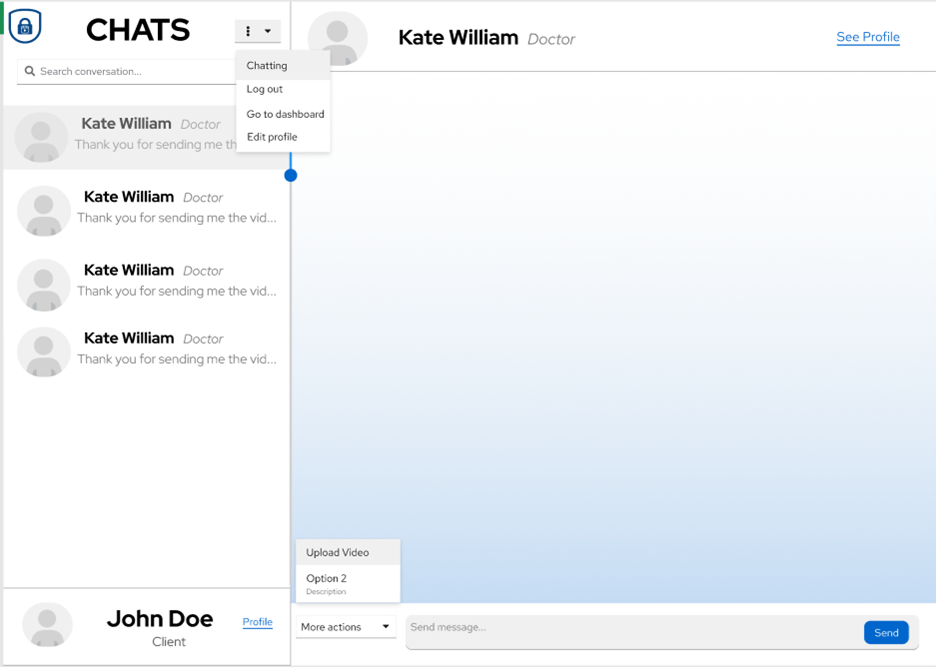 CHATS
Search conversation...
Chatting
Log out
Go to dashboard
Edit profile
Kate William Doctor
Thank you for sending me th
Kate William Doctor
Thank you for sending me the vid...
Kate William Doctor
Thank you for sending me the vid...
Kate William Doctor
Thank you for sending me the vid...
John Doe
Client
Profile
Kate William Doctor
See Profile
Upload Video
Option 2
Description
More actions
Send message...
Send